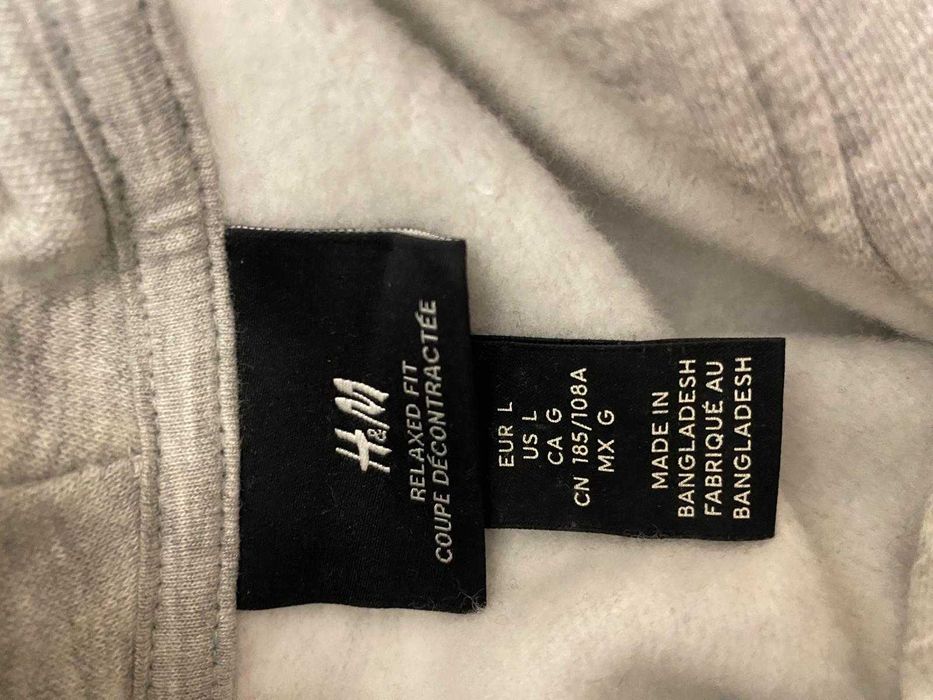 H&M
RELAXED FIT
COUPE DÉCONTRACTÉE
EUR L
US L
CA G
CN 185/108A
MX G
MADE IN
BANGLADESH
FABRIQUÉ AU
BANGLADESH